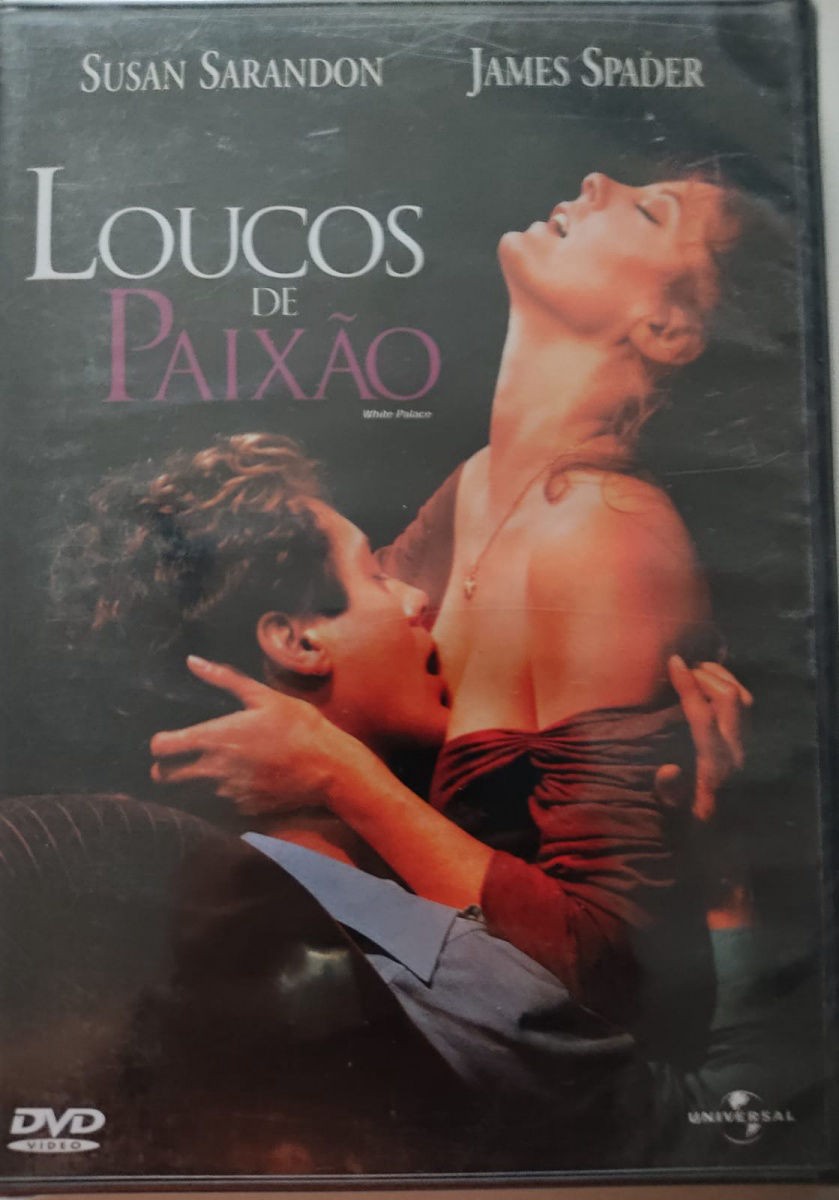 SUSAN SARANDON JAMES SPADER
LOUCOS
DE
PAIXÃO
White Palace
DVD
VIDEO
UNIVERSAL